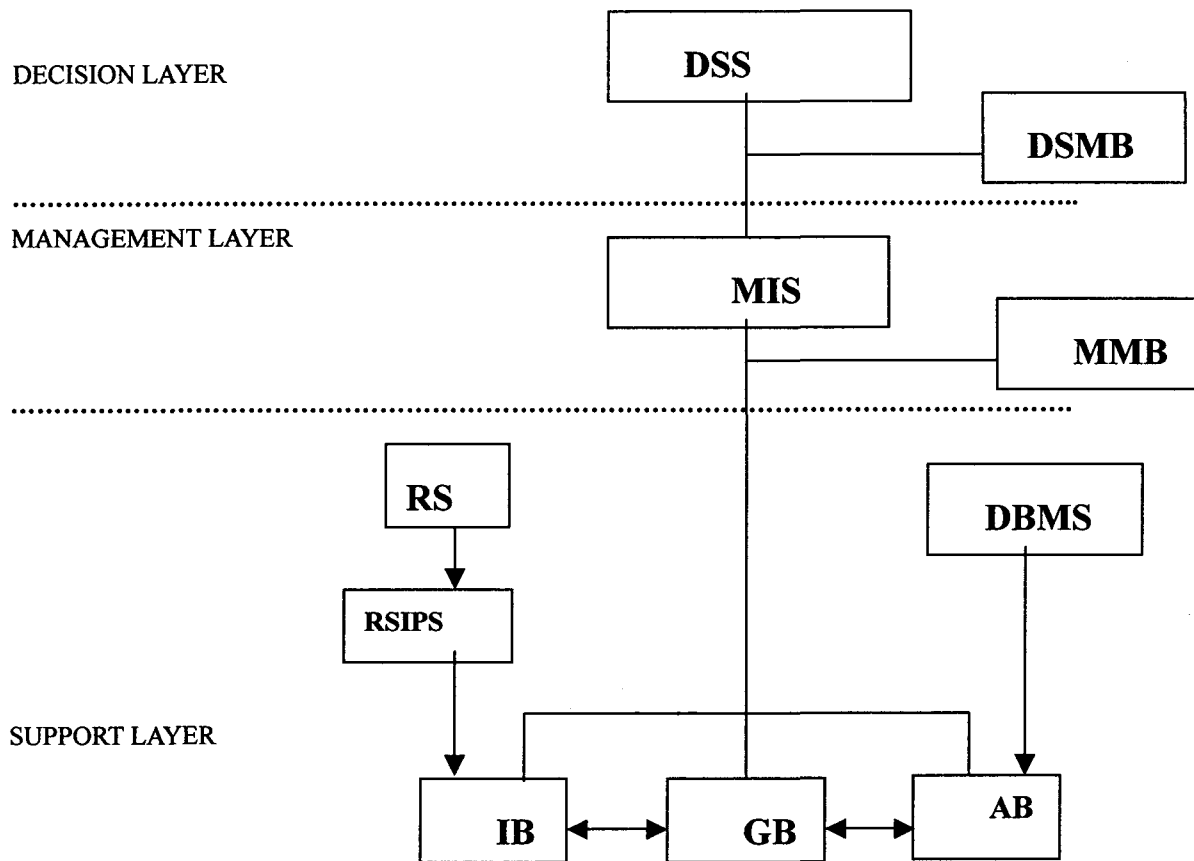 DSS
DECISION LAYER
DSMB
MANAGEMENT LAYER
MIS
MMB
RS
DBMS
RSIPS
SUPPORT LAYER
IB
GB
AB